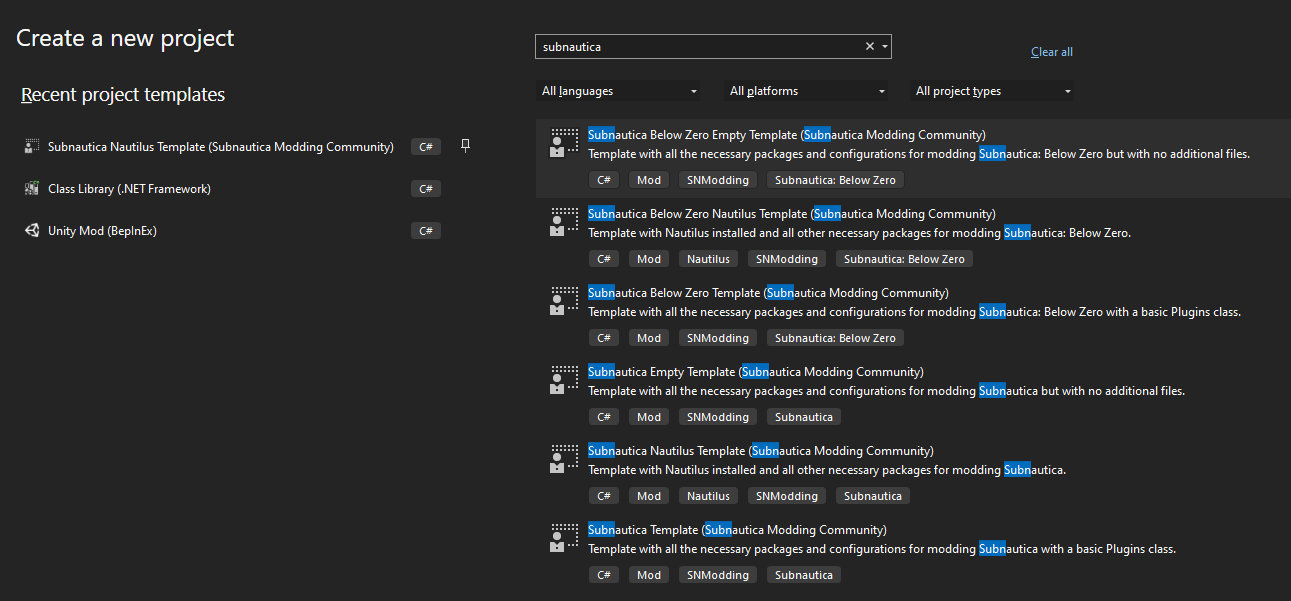 Create a new project
Recent project templates
Subnautica Nautilus Template (Subnautica Modding Community) C#
Class Library (.NET Framework) C#
Unity Mod (BepInEx) C#
subnautica
Clear all
All languages All platforms All project types
Subnautica Below Zero Empty Template (Subnautica Modding Community)
Template with all the necessary packages and configurations for modding Subnautica: Below Zero but with no additional files.
C# Mod SNModding Subnautica: Below Zero
Subnautica Below Zero Nautilus Template (Subnautica Modding Community)
Template with Nautilus installed and all other necessary packages for modding Subnautica: Below Zero.
C# Mod Nautilus SNModding Subnautica: Below Zero
Subnautica Below Zero Template (Subnautica Modding Community)
Template with all the necessary packages and configurations for modding Subnautica: Below Zero with a basic Plugins class.
C# Mod SNModding Subnautica: Below Zero
Subnautica Empty Template (Subnautica Modding Community)
Template with all the necessary packages and configurations for modding Subnautica but with no additional files.
C# Mod SNModding Subnautica
Subnautica Nautilus Template (Subnautica Modding Community)
Template with Nautilus installed and all other necessary packages for modding Subnautica.
C# Mod Nautilus SNModding Subnautica
Subnautica Template (Subnautica Modding Community)
Template with all the necessary packages and configurations for modding Subnautica with a basic Plugins class.
C# Mod SNModding Subnautica